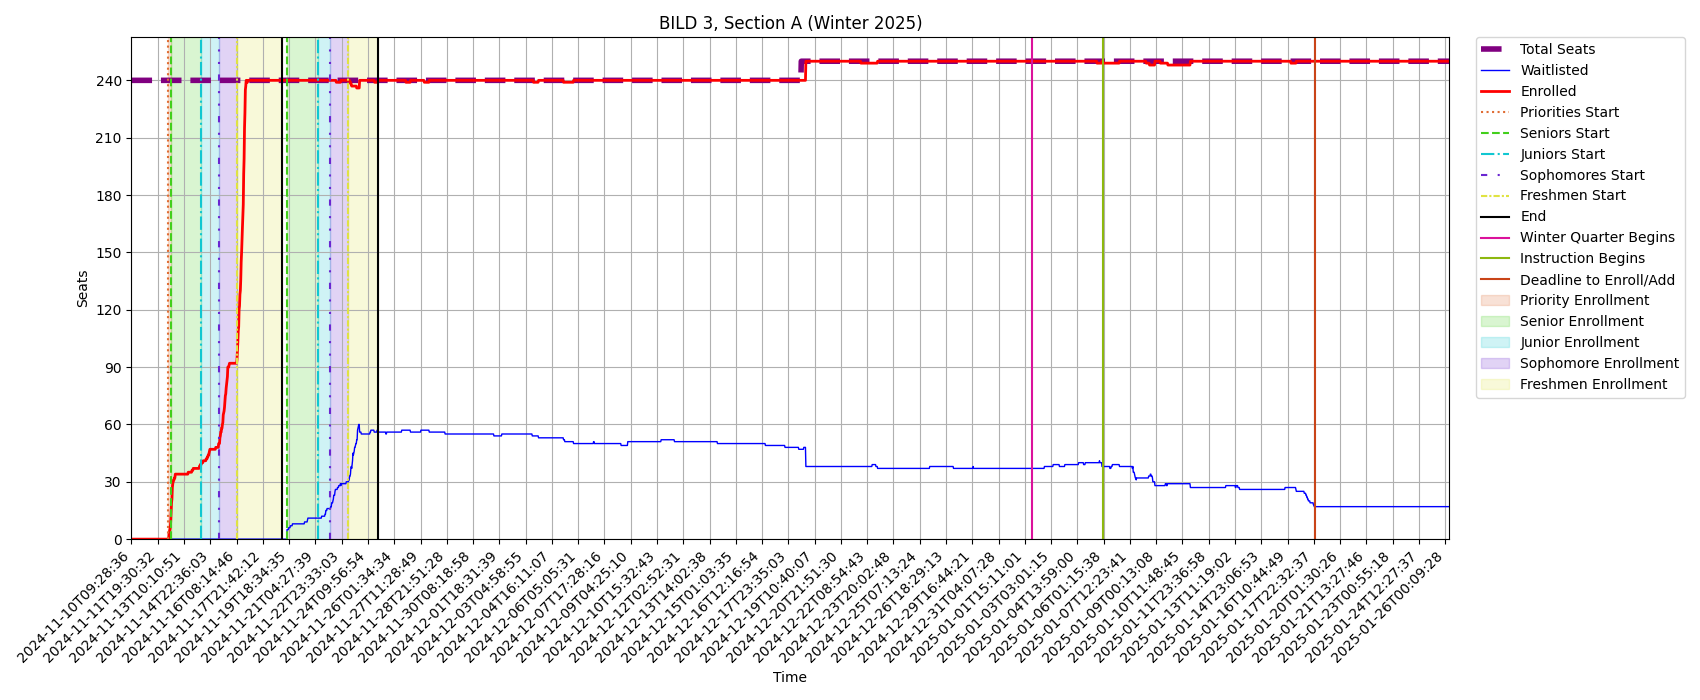 BILD 3, Section A (Winter 2025)
Seats
240
210
180
150
120
90
60
30
0
2024-11-10T09:28:36
2024-11-11T19:30:32
2024-11-13T10:10:51
2024-11-14T22:36:03
2024-11-16T08:14:46
2024-11-17T21:42:12
2024-11-19T18:34:35
2024-11-21T04:27:39
2024-11-22T23:33:03
2024-11-24T09:56:54
2024-11-26T01:34:34
2024-11-27T11:28:49
2024-11-28T21:51:28
2024-11-30T08:18:58
2024-12-01T18:31:39
2024-12-03T04:58:55
2024-12-04T16:11:07
2024-12-06T05:05:31
2024-12-07T17:28:16
2024-12-09T04:25:10
2024-12-10T15:32:43
2024-12-12T02:52:31
2024-12-13T14:02:38
2024-12-15T01:03:35
2024-12-16T12:16:54
2024-12-17T23:35:03
2024-12-19T10:40:07
2024-12-20T21:51:30
2024-12-22T08:54:43
2024-12-23T20:02:48
2024-12-25T07:13:24
2024-12-26T18:29:13
2024-12-29T16:44:21
2024-12-31T04:07:28
2025-01-01T15:11:01
2025-01-03T03:01:15
2025-01-04T13:59:00
2025-01-06T01:15:38
2025-01-07T12:23:41
2025-01-09T00:13:08
2025-01-10T11:48:45
2025-01-11T23:36:58
2025-01-13T11:19:02
2025-01-14T23:06:53
2025-01-16T10:44:49
2025-01-17T22:32:37
2025-01-20T01:30:26
2025-01-21T13:27:46
2025-01-23T00:55:18
2025-01-24T12:27:37
2025-01-26T00:09:28
Time
Total Seats
Waitlisted
Enrolled
Priorities Start
Seniors Start
Juniors Start
Sophomores Start
Freshmen Start
End
Winter Quarter Begins
Instruction Begins
Deadline to Enroll/Add
Priority Enrollment
Senior Enrollment
Junior Enrollment
Sophomore Enrollment
Freshmen Enrollment